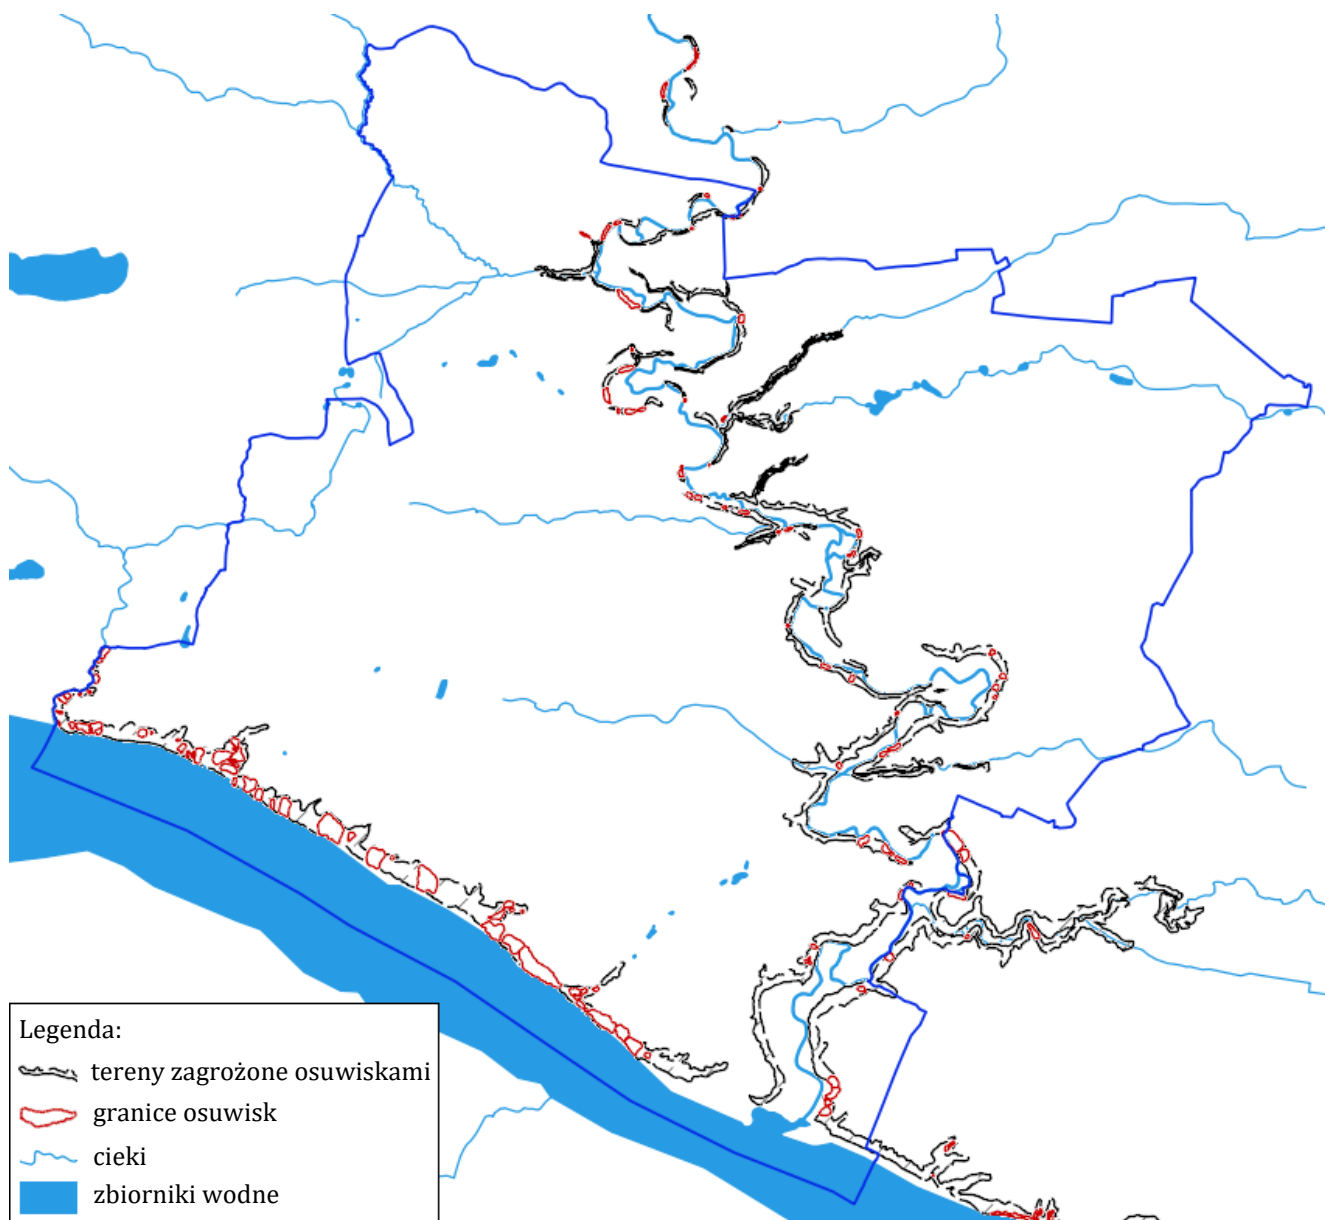 Legenda:
tereny zagrożone osuwiskami
granice osuwisk
cieki
zbiorniki wodne